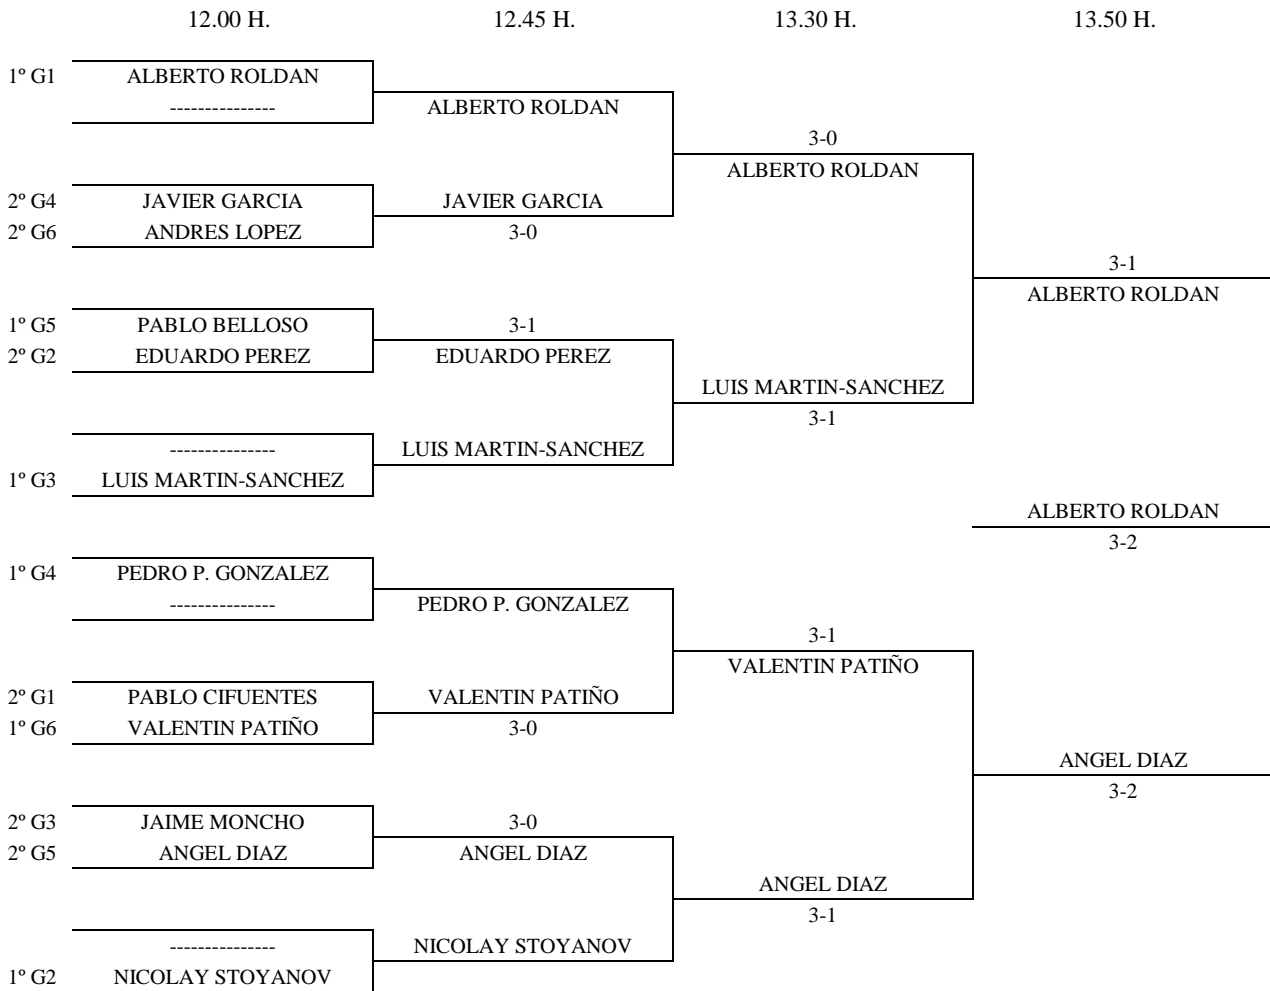 12.00 H. 12.45 H. 13.30 H. 13.50 H.
1º G1 ALBERTO ROLDAN
--------------- ALBERTO ROLDAN
3-0
ALBERTO ROLDAN
2º G4 JAVIER GARCIA JAVIER GARCIA
2º G6 ANDRES LOPEZ 3-0
3-1
ALBERTO ROLDAN
1º G5 PABLO BELLOSO 3-1
2º G2 EDUARDO PEREZ EDUARDO PEREZ
LUIS MARTIN-SANCHEZ
3-1
--------------- LUIS MARTIN-SANCHEZ
1º G3 LUIS MARTIN-SANCHEZ
ALBERTO ROLDAN
3-2
1º G4 PEDRO P. GONZALEZ
--------------- PEDRO P. GONZALEZ
3-1
VALENTIN PATIÑO
2º G1 PABLO CIFUENTES VALENTIN PATIÑO
1º G6 VALENTIN PATIÑO 3-0
ANGEL DIAZ
3-2
2º G3 JAIME MONCHO 3-0
2º G5 ANGEL DIAZ ANGEL DIAZ
ANGEL DIAZ
3-1
--------------- NICOLAY STOYANOV
1º G2 NICOLAY STOYANOV